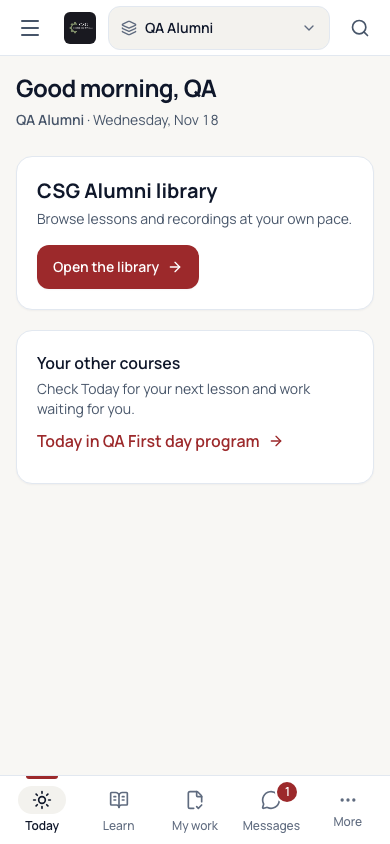 QA Alumni
Good morning, QA
QA Alumni · Wednesday, Nov 18
CSG Alumni library
Browse lessons and recordings at your own pace.
Open the library
Your other courses
Check Today for your next lesson and work
waiting for you.
Today in QA First day program
1
Today
Learn
My work
Messages
More